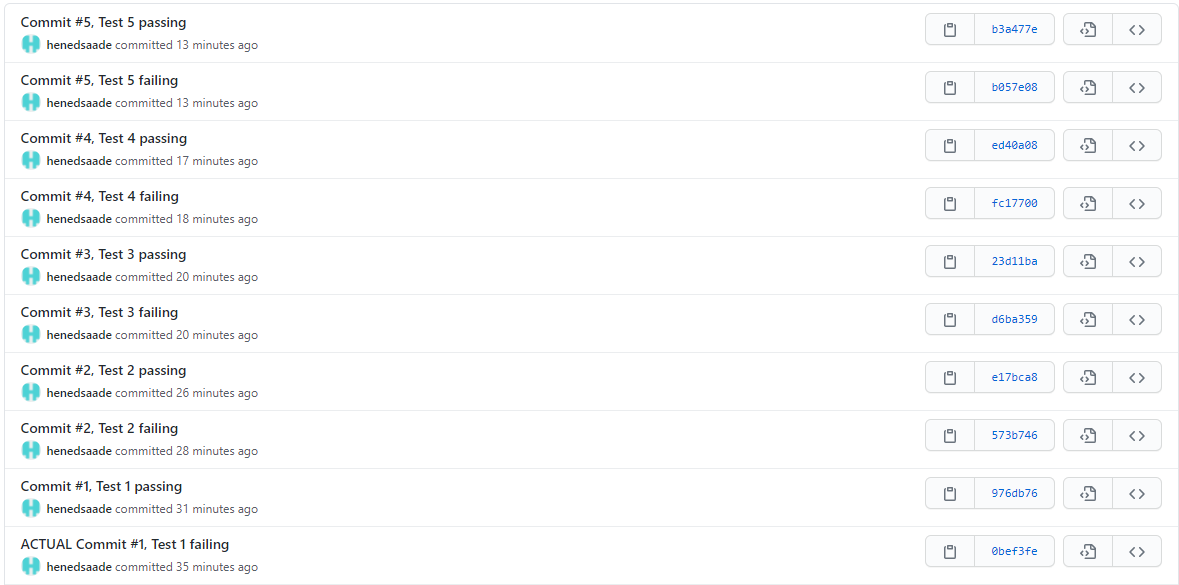 Commit #5, Test 5 passing
henedsaade committed 13 minutes ago
b3a477e
Commit #5, Test 5 failing
henedsaade committed 13 minutes ago
b057e08
Commit #4, Test 4 passing
henedsaade committed 17 minutes ago
ed40a08
Commit #4, Test 4 failing
henedsaade committed 18 minutes ago
fc17700
Commit #3, Test 3 passing
henedsaade committed 20 minutes ago
23d11ba
Commit #3, Test 3 failing
henedsaade committed 20 minutes ago
d6ba359
Commit #2, Test 2 passing
henedsaade committed 26 minutes ago
e17bca8
Commit #2, Test 2 failing
henedsaade committed 28 minutes ago
573b746
Commit #1, Test 1 passing
henedsaade committed 31 minutes ago
976db76
ACTUAL Commit #1, Test 1 failing
henedsaade committed 35 minutes ago
0bef3fe